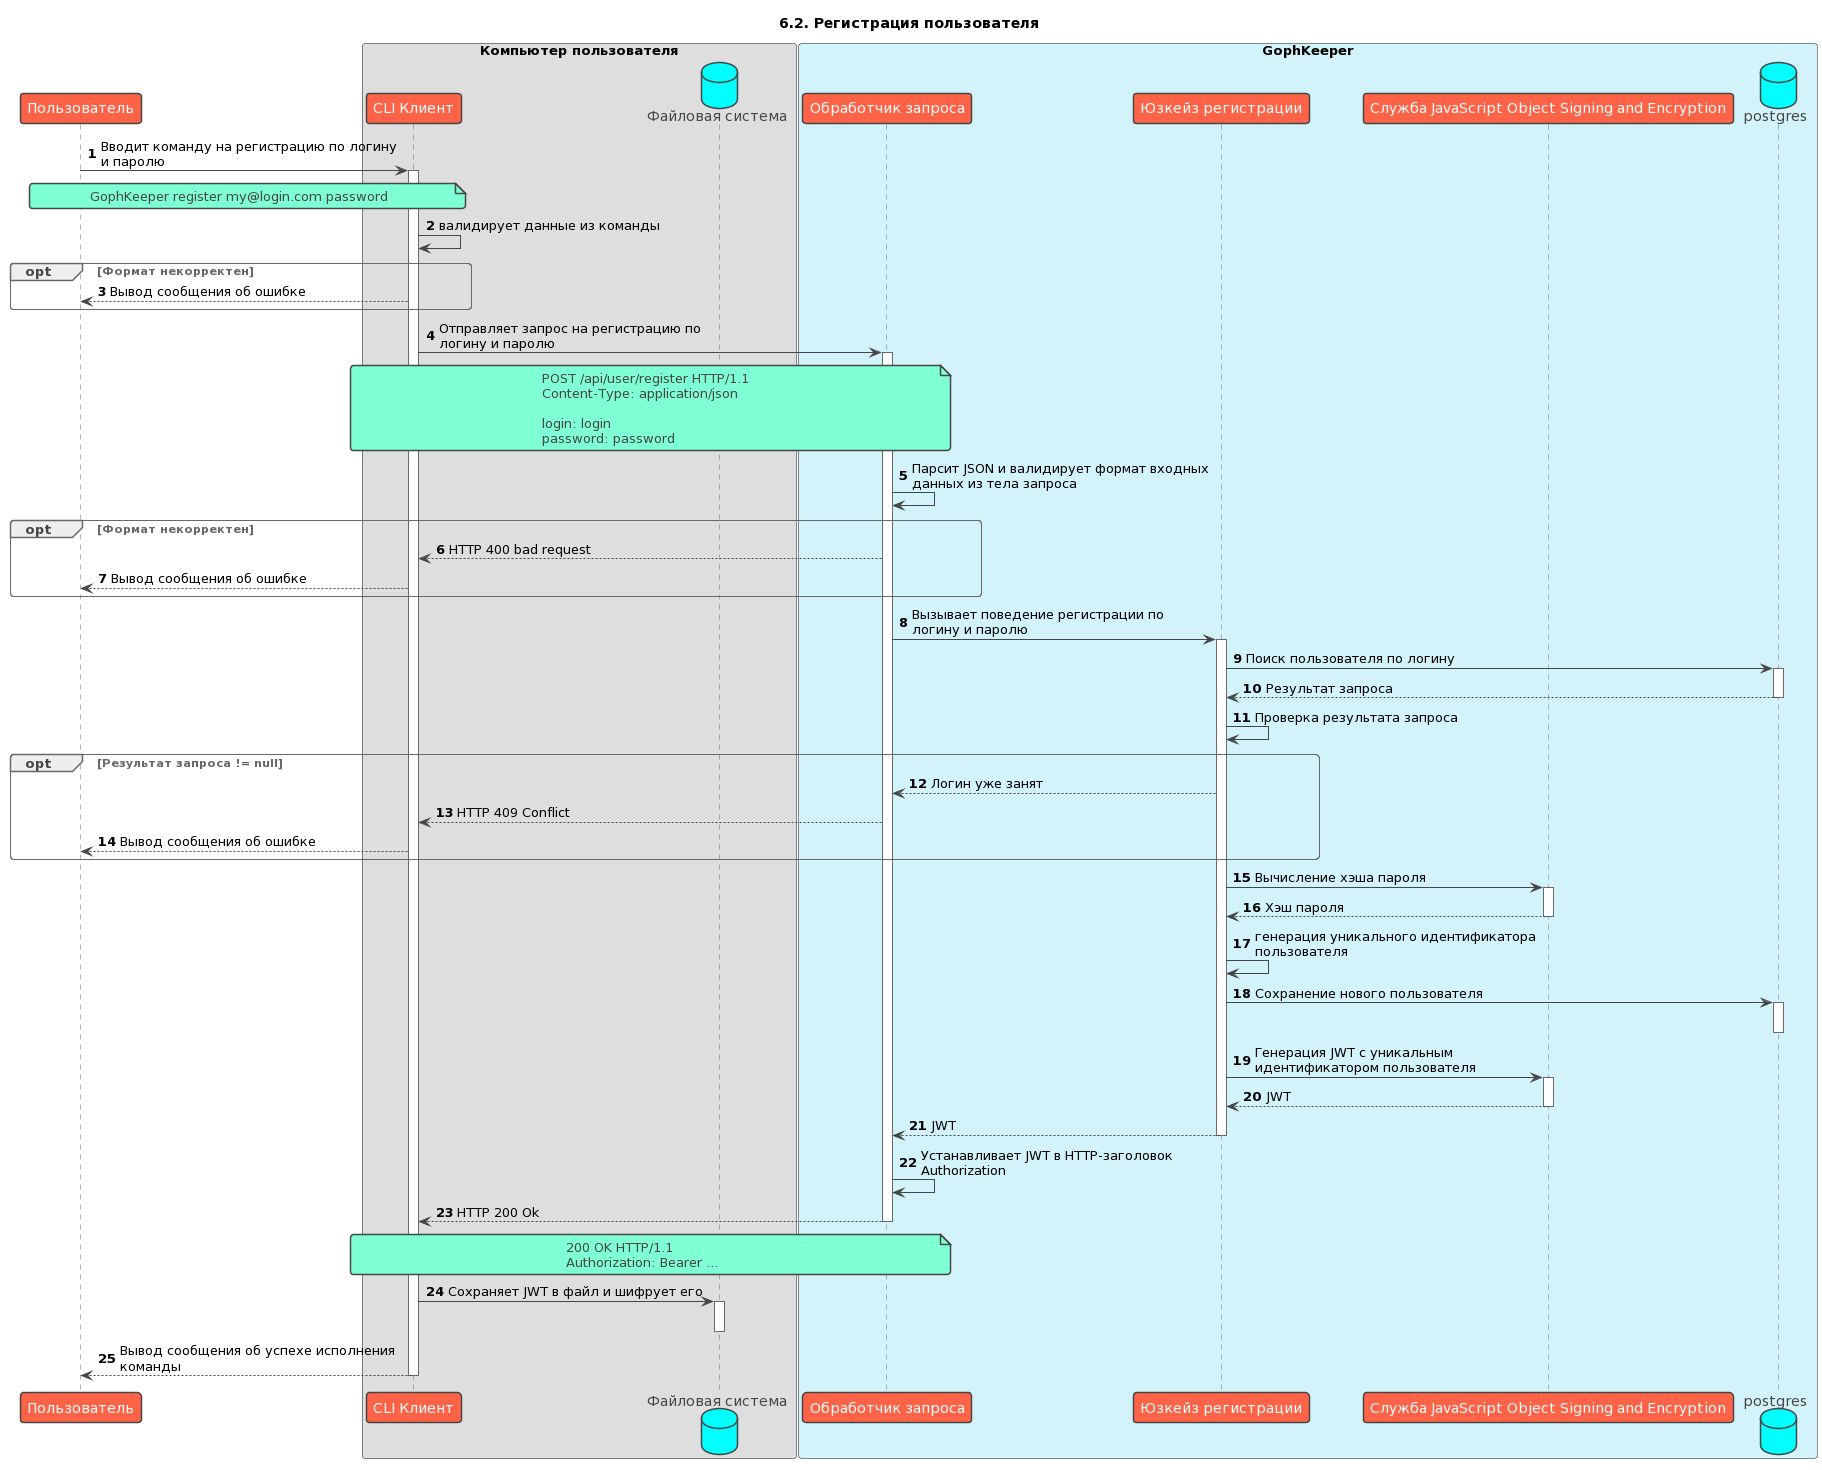 6.2. Регистрация пользователя
Компьютер пользователя
GophKeeper
Пользователь
CLI Клиент
Файловая система
Обработчик запроса
Юзкейз регистрации
Служба JavaScript Object Signing and Encryption
postgres
1 Вводит команду на регистрацию по логину
и паролю
GophKeeper register my@login.com password
2 валидирует данные из команды
opt [Формат некорректен]
3 Вывод сообщения об ошибке
4 Отправляет запрос на регистрацию по
логину и паролю
POST /api/user/register HTTP/1.1
Content-Type: application/json
login: login
password: password
5 Парсит JSON и валидирует формат входных
данных из тела запроса
opt [Формат некорректен]
6 HTTP 400 bad request
7 Вывод сообщения об ошибке
8 Вызывает поведение регистрации по
логину и паролю
9 Поиск пользователя по логину
10 Результат запроса
11 Проверка результата запроса
opt [Результат запроса != null]
12 Логин уже занят
13 HTTP 409 Conflict
14 Вывод сообщения об ошибке
15 Вычисление хэша пароля
16 Хэш пароля
17 генерация уникального идентификатора
пользователя
18 Сохранение нового пользователя
19 Генерация JWT с уникальным
идентификатором пользователя
20 JWT
21 JWT
22 Устанавливает JWT в HTTP-заголовок
Authorization
23 HTTP 200 Ok
200 OK HTTP/1.1
Authorization: Bearer ...
24 Сохраняет JWT в файл и шифрует его
25 Вывод сообщения об успехе исполнения
команды
Пользователь
CLI Клиент
Файловая система
Обработчик запроса
Юзкейз регистрации
Служба JavaScript Object Signing and Encryption
postgres